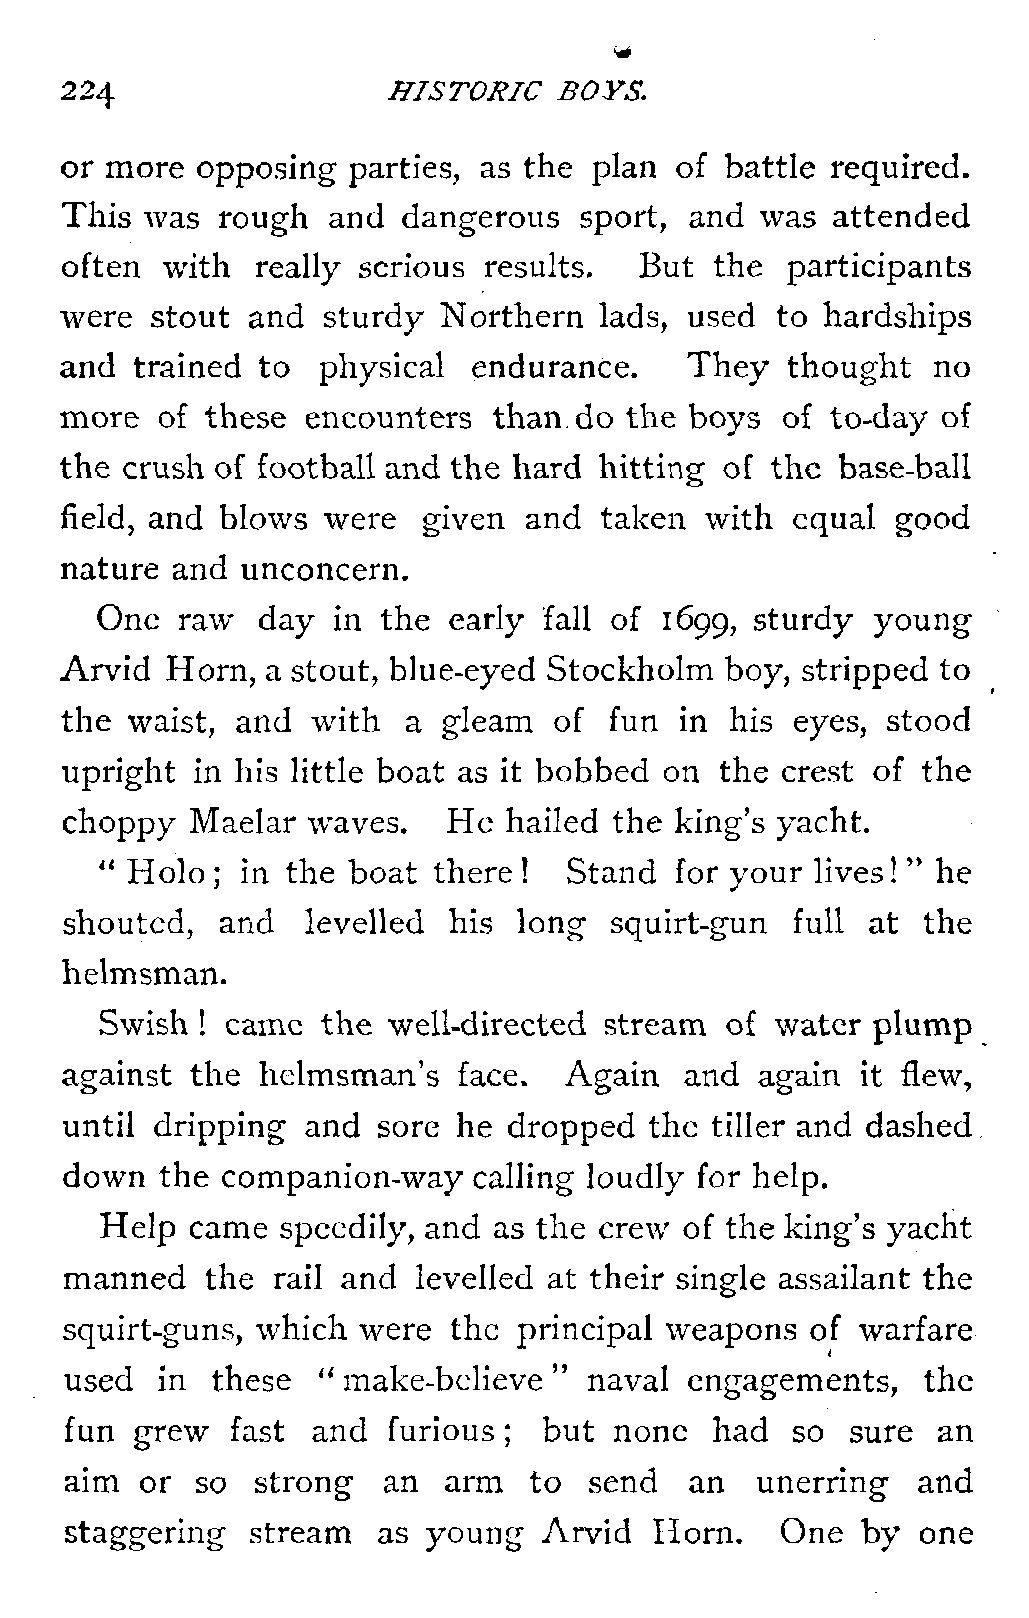 224 HISTORIC BOYS.
or more opposing parties, as the plan of battle required.
This was rough and dangerous sport, and was attended
often with really serious results. But the participants
were stout and sturdy Northern lads, used to hardships
and trained to physical endurance. They thought no
more of these encounters than do the boys of to-day of
the crush of football and the hard hitting of the base-ball
field, and blows were given and taken with equal good
nature and unconcern.
One raw day in the early fall of 1699, sturdy young
Arvid Horn, a stout, blue-eyed Stockholm boy, stripped to
the waist, and with a gleam of fun in his eyes, stood
upright in his little boat as it bobbed on the crest of the
choppy Maelar waves. He hailed the king's yacht.
“ Holo ; in the boat there ! Stand for your lives ! ” he
shouted, and levelled his long squirt-gun full at the
helmsman.
Swish ! came the well-directed stream of water plump
against the helmsman's face. Again and again it flew,
until dripping and sore he dropped the tiller and dashed
down the companion-way calling loudly for help.
Help came speedily, and as the crew of the king's yacht
manned the rail and levelled at their single assailant the
squirt-guns, which were the principal weapons of warfare
used in these “ make-believe ” naval engagements, the
fun grew fast and furious ; but none had so sure an
aim or so strong an arm to send an unerring and
staggering stream as young Arvid Horn. One by one